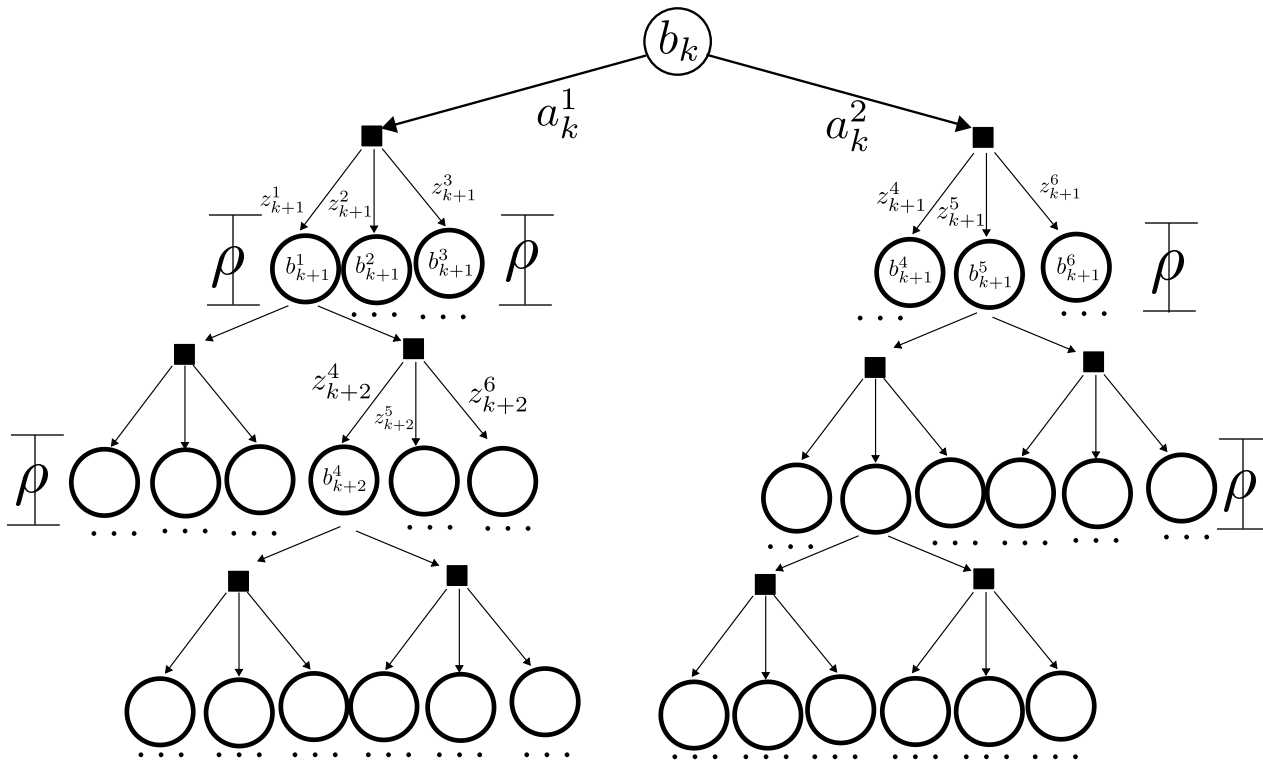 b_k
a_k^1 a_k^2
z_{k+1}^1 z_{k+1}^2 z_{k+1}^3 z_{k+1}^4 z_{k+1}^5 z_{k+1}^6
ρ b_{k+1}^1 b_{k+1}^2 b_{k+1}^3 ρ b_{k+1}^4 b_{k+1}^5 b_{k+1}^6 ρ
... ... ... ...
z_{k+2}^4 z_{k+2}^5 z_{k+2}^6
ρ b_{k+2}^4 ρ
... ... ... ... ... ... ... ... ... ...
... ... ... ... ... ... ... ... ... ... ... ...